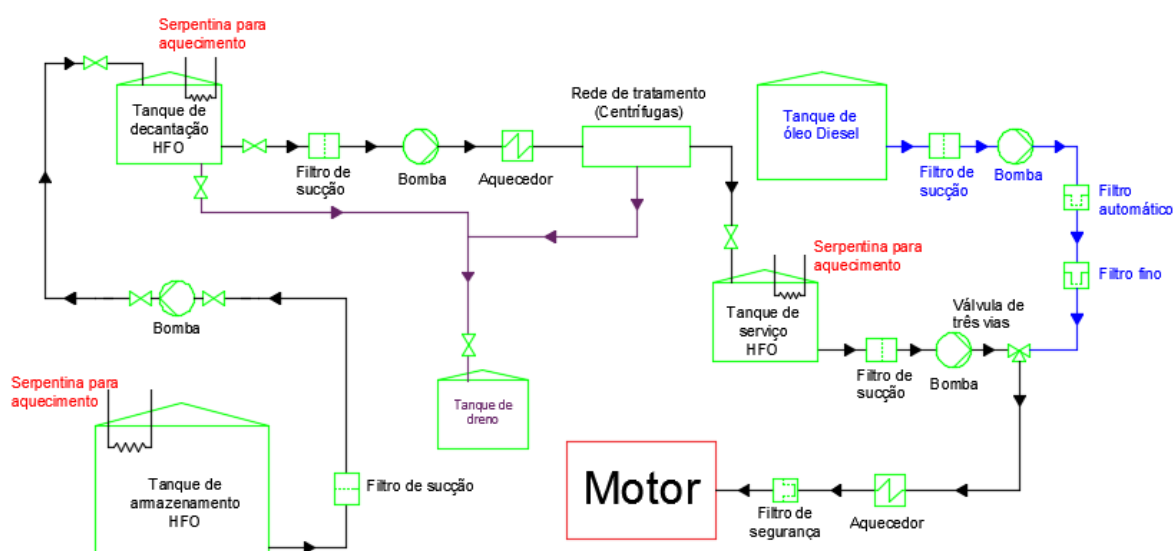 Serpentina para
aquecimento
Tanque de
decantação
HFO
Filtro de
sucção
Bomba
Aquecedor
Rede de tratamento
(Centrífugas)
Tanque de
óleo Diesel
Filtro de
sucção
Bomba
Filtro
automático
Filtro fino
Serpentina para
aquecimento
Tanque de
serviço
HFO
Filtro de
sucção
Bomba
Válvula de
três vias
Bomba
Serpentina para
aquecimento
Tanque de
armazenamento
HFO
Filtro de sucção
Tanque de
dreno
Motor
Filtro de
segurança
Aquecedor